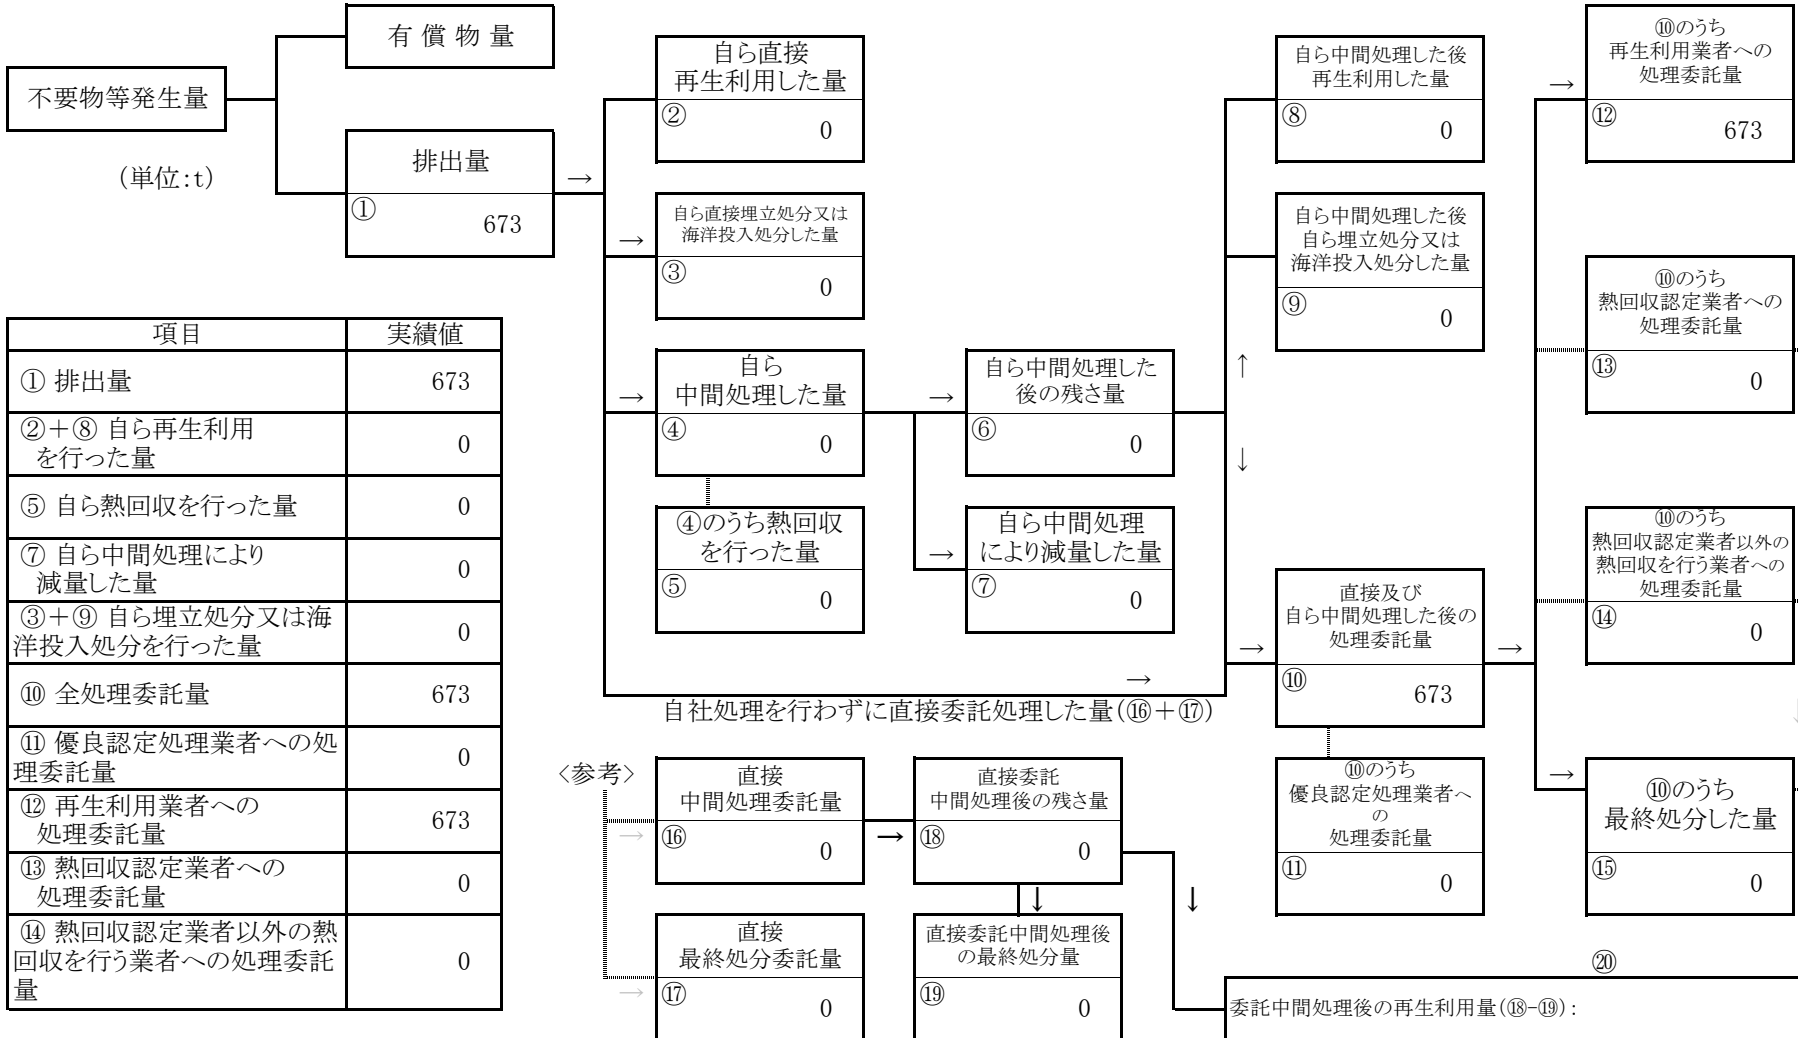 有 償 物 量
不要物等発生量
(単位:t)
排出量
①
673
→
自ら直接
再生利用した量
②
0
→
自ら直接埋立処分又は
海洋投入処分した量
③
0
→
自ら
中間処理した量
④
0
④のうち熱回収
を行った量
⑤
0
→
自ら中間処理した
後の残さ量
⑥
0
→
自ら中間処理
により減量した量
⑦
0
自ら中間処理した後
再生利用した量
⑧
0
自ら中間処理した後
自ら埋立処分又は
海洋投入処分した量
⑨
0
↑
↓
→
直接及び
自ら中間処理した後の
処理委託量
⑩
673
⑩のうち
優良認定処理業者へ
の
処理委託量
⑪
0
→
→
⑩のうち
再生利用業者への
処理委託量
⑫
673
⑩のうち
熱回収認定業者への
処理委託量
⑬
0
⑩のうち
熱回収認定業者以外の
熱回収を行う業者への
処理委託量
⑭
0
→
⑩のうち
最終処分した量
⑮
0
→
自社処理を行わずに直接委託処理した量(⑯+⑰)
項目 実績値
① 排出量 673
②+⑧ 自ら再生利用
を行った量 0
⑤ 自ら熱回収を行った量 0
⑦ 自ら中間処理により
減量した量 0
③+⑨ 自ら埋立処分又は海
洋投入処分を行った量 0
⑩ 全処理委託量 673
⑪ 優良認定処理業者への処
理委託量 0
⑫ 再生利用業者への
処理委託量 673
⑬ 熱回収認定業者への
処理委託量 0
⑭ 熱回収認定業者以外の熱
回収を行う業者への処理委託
量 0
〈参考〉
→
直接
中間処理委託量
⑯
0
→
直接委託
中間処理後の残さ量
⑱
0
↓
↓
→
直接
最終処分委託量
⑰
0
直接委託中間処理後
の最終処分量
⑲
0
⑳
委託中間処理後の再生利用量(⑱-⑲):